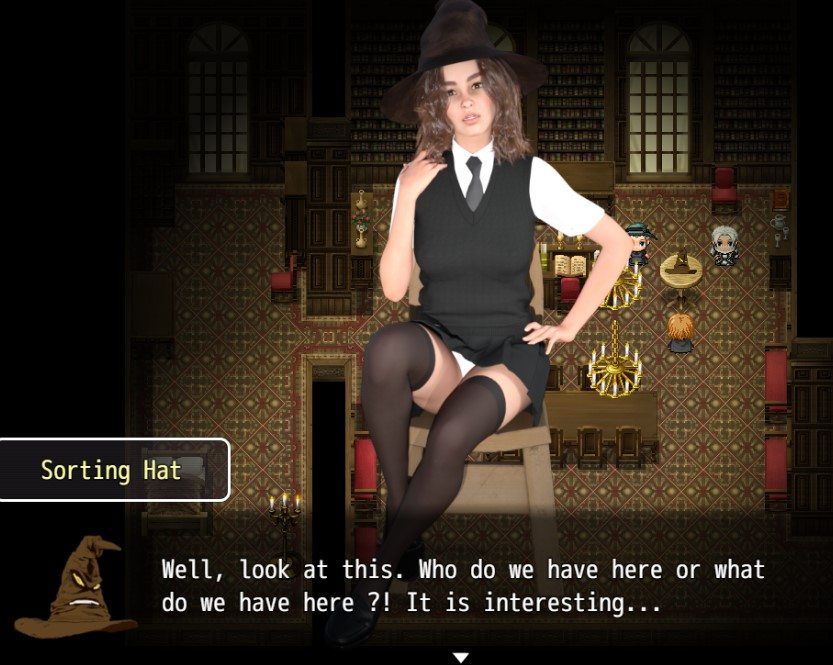 Sorting Hat
Well, look at this. Who do we have here or what
do we have here ?! It is interesting...